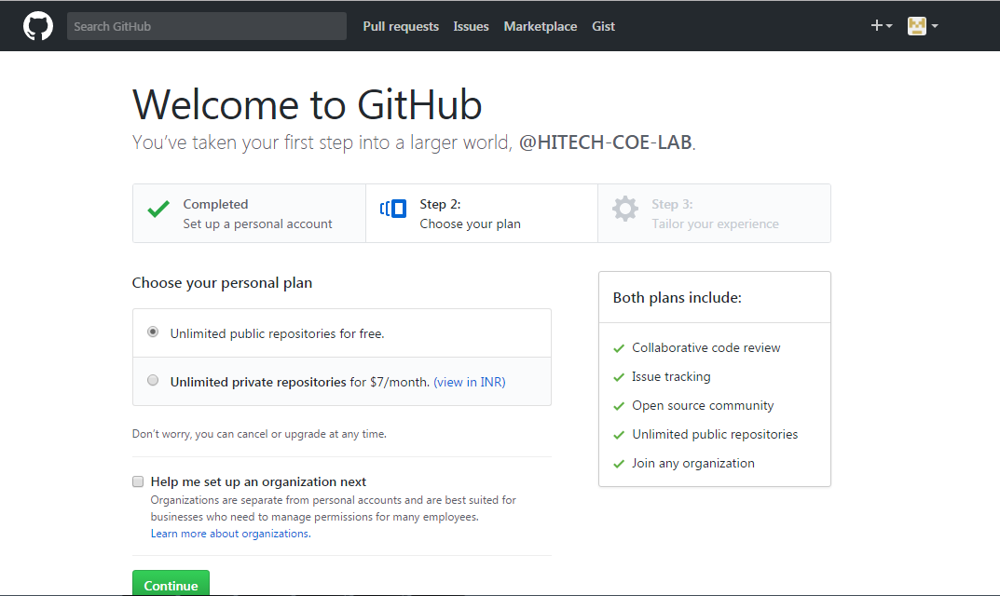 Search GitHub
Pull requests
Issues
Marketplace
Gist
Welcome to GitHub
You've taken your first step into a larger world, @HITECH-COE-LAB.
Completed
Set up a personal account
Step 2:
Choose your plan
Step 3:
Tailor your experience
Choose your personal plan
Unlimited public repositories for free.
Unlimited private repositories for $7/month. (view in INR)
Don't worry, you can cancel or upgrade at any time.
Help me set up an organization next
Organizations are separate from personal accounts and are best suited for
businesses who need to manage permissions for many employees.
Learn more about organizations.
Continue
Both plans include:
Collaborative code review
Issue tracking
Open source community
Unlimited public repositories
Join any organization